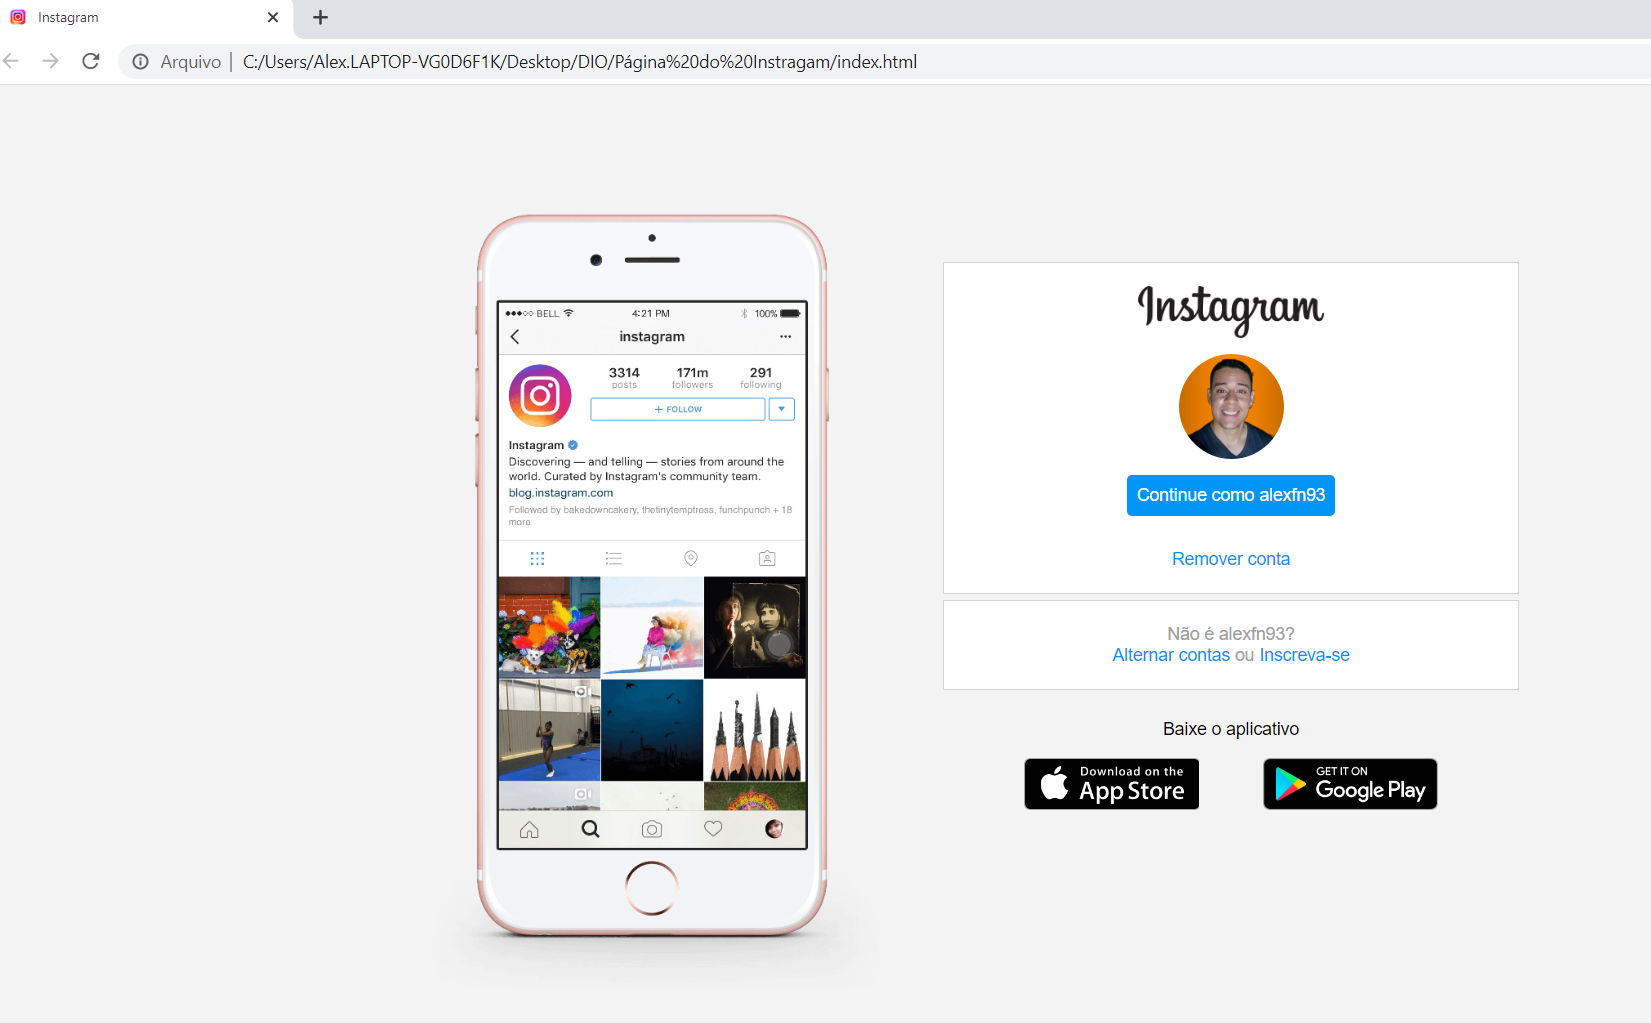 Instagram
Arquivo | C:/Users/Alex.LAPTOP-VG0D6F1K/Desktop/DIO/Página%20do%20Instragam/index.html
BELL 4:21 PM 100%
instagram
3314 171m 291
posts followers following
+ FOLLOW
Instagram
Discovering — and telling — stories from around the
world. Curated by Instagram's community team.
blog.instagram.com
Followed by bakedowncakery, thetinytemptress, funchpunch + 18
more
Instagram
Continue como alexfn93
Remover conta
Não é alexfn93?
Alternar contas ou Inscreva-se
Baixe o aplicativo
Download on the
App Store
GET IT ON
Google Play